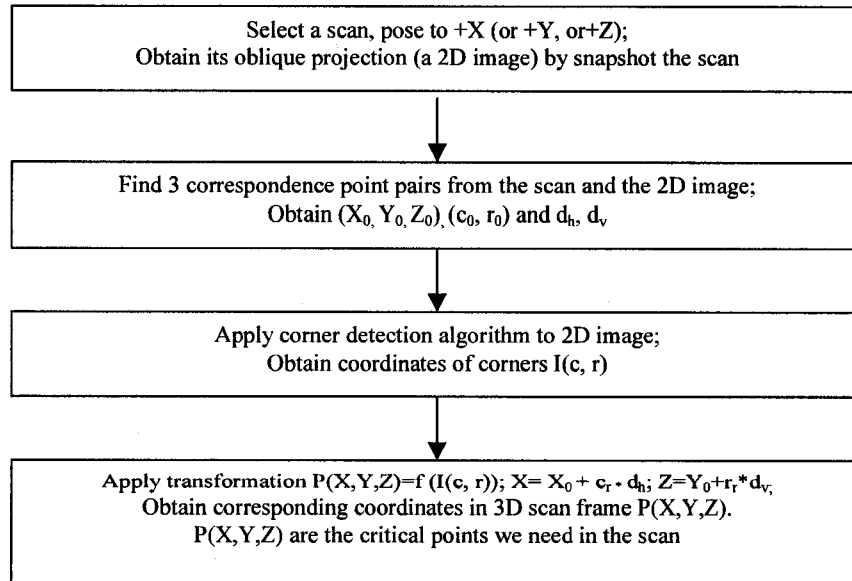 Select a scan, pose to +X (or +Y, or+Z);
Obtain its oblique projection (a 2D image) by snapshot the scan
Find 3 correspondence point pairs from the scan and the 2D image;
Obtain (X₀, Y₀, Z₀), (c₀, r₀) and dₕ, dᵥ
Apply corner detection algorithm to 2D image;
Obtain coordinates of corners I(c, r)
Apply transformation P(X,Y,Z)=f (I(c, r)); X= X₀ + cᵣ * dₕ; Z=Y₀+rᵣ*dᵥ;
Obtain corresponding coordinates in 3D scan frame P(X,Y,Z).
P(X,Y,Z) are the critical points we need in the scan